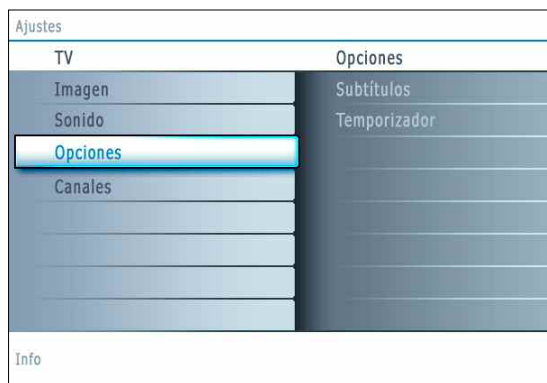 Ajustes
TV
Opciones
Imagen
Subtítulos
Sonido
Temporizador
Opciones
Canales
Info